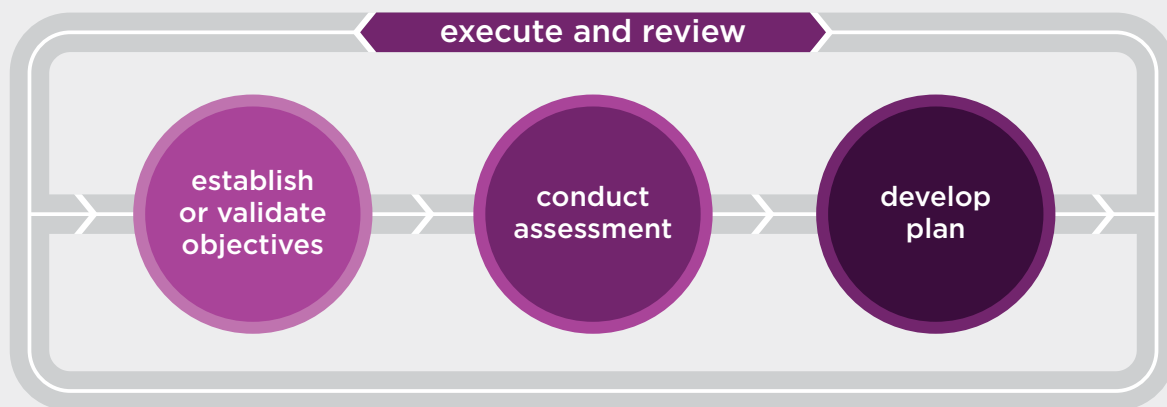 execute and review
establish
or validate
objectives
conduct
assessment
develop
plan